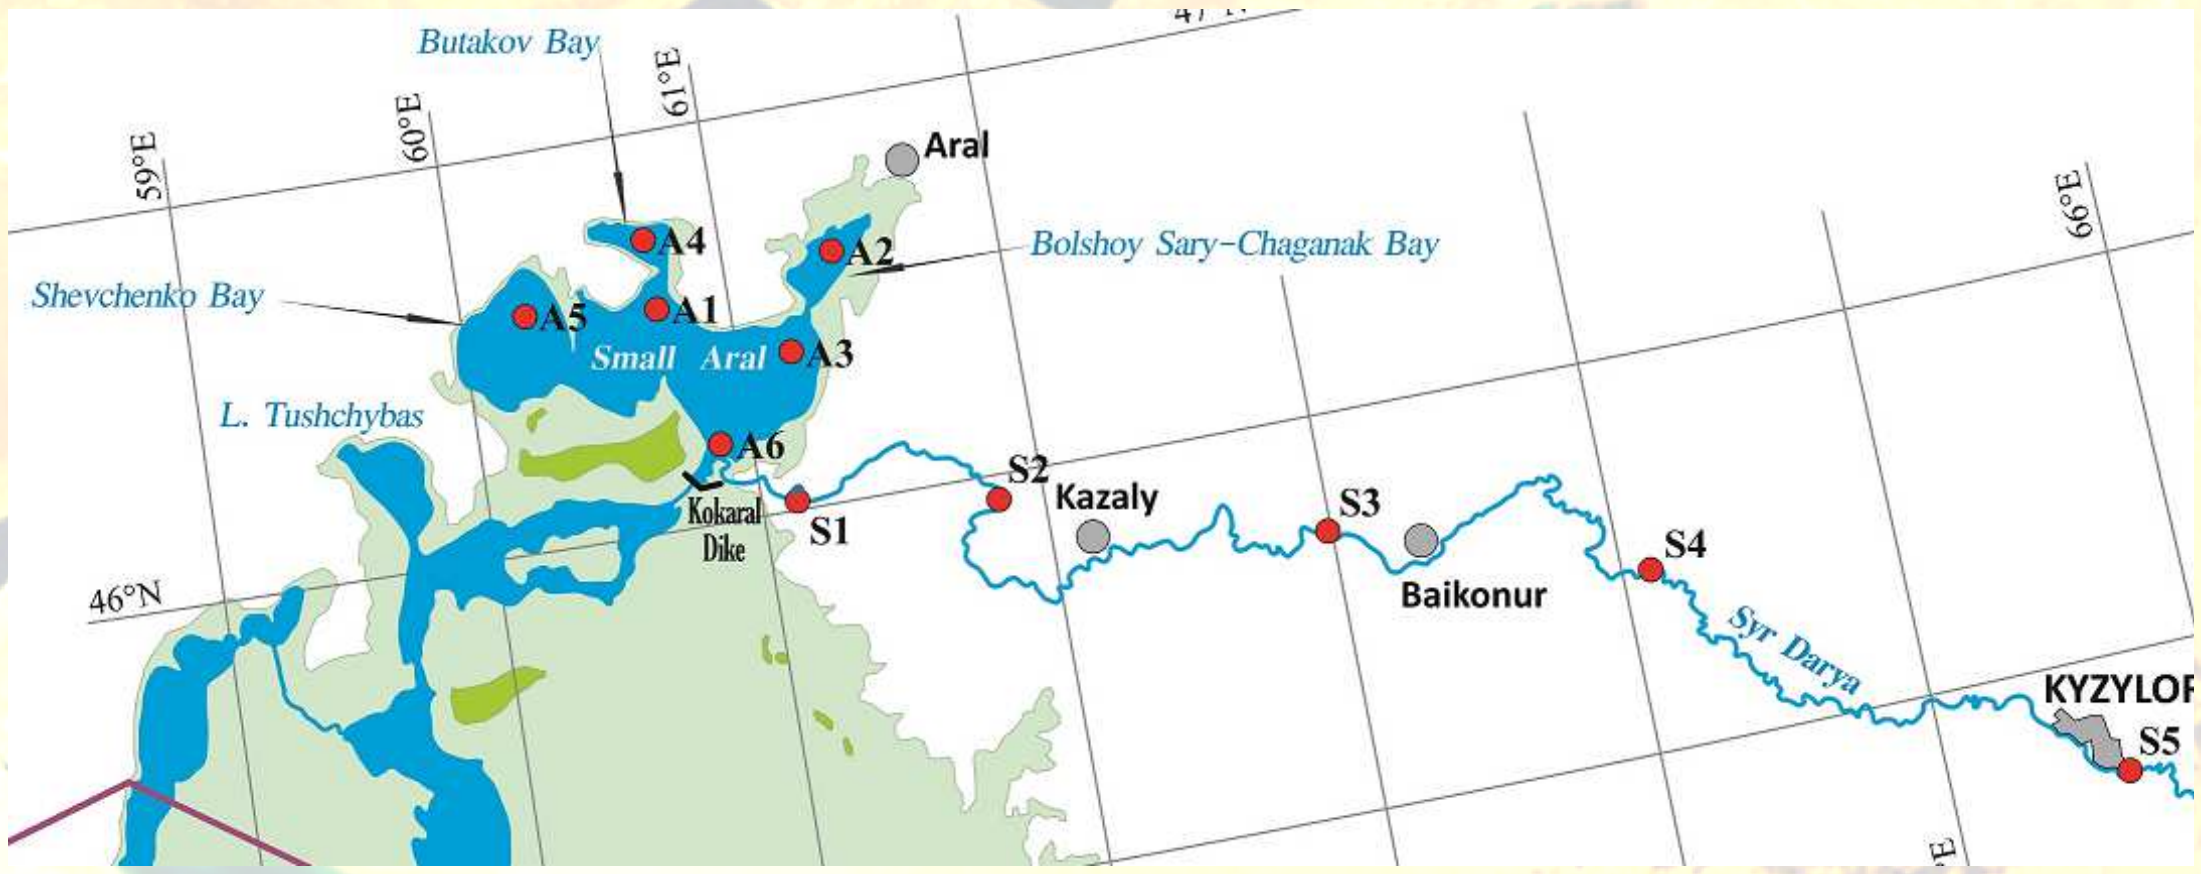 Butakov Bay
61°E
60°E
59°E
Aral
66°E
A4
A2
Bolshoy Sary-Chaganak Bay
Shevchenko Bay
A5
A1
Small Aral
A3
L. Tushchybas
A6
S2
Kazaly
S3
Kokaral
Dike
S1
S4
Baikonur
46°N
Syr Darya
KYZYLOR
S5
°E